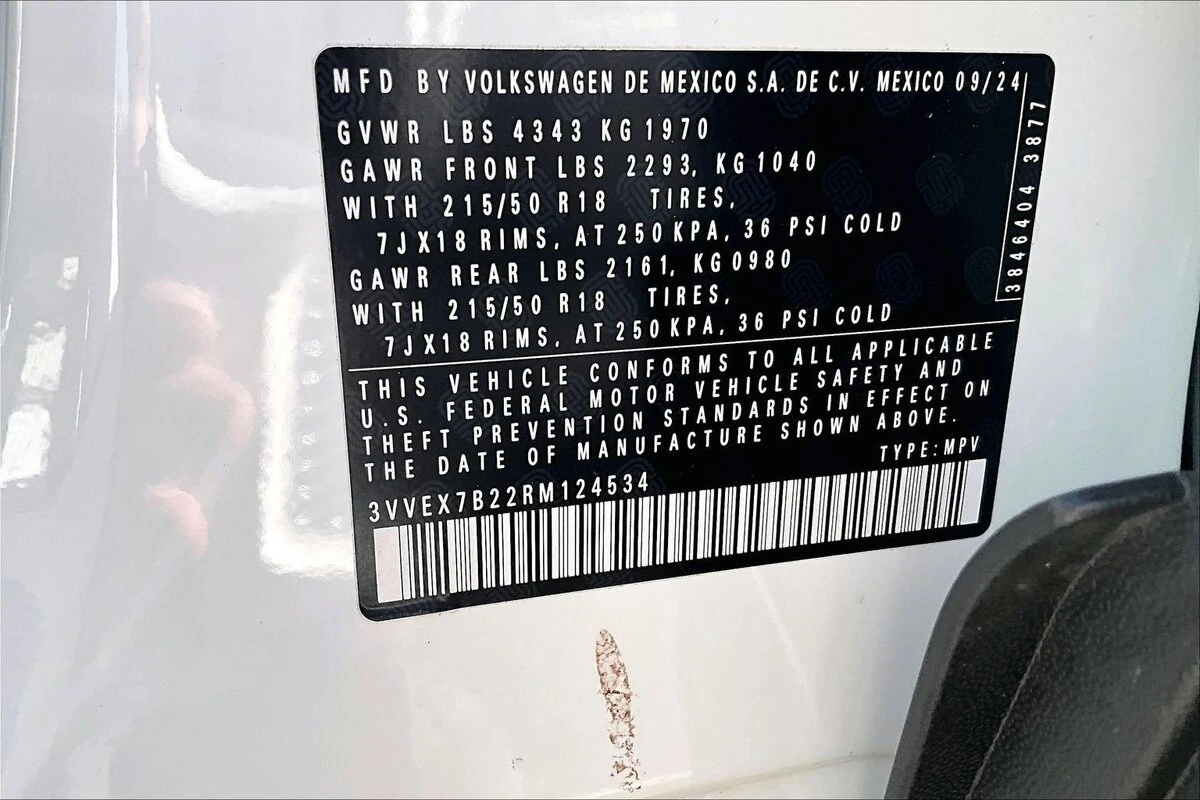 MFD BY VOLKSWAGEN DE MEXICO S.A. DE C.V. MEXICO 09/24
GVWR LBS 4343 KG 1970
GAWR FRONT LBS 2293, KG 1040
WITH 215/50 R18 TIRES,
7J X18 RIMS, AT 250 KPA, 36 PSI COLD
GAWR REAR LBS 2161, KG 0980
WITH 215/50 R18 TIRES,
7J X18 RIMS, AT 250 KPA, 36 PSI COLD
3846404 3877
THIS VEHICLE CONFORMS TO ALL APPLICABLE
U.S. FEDERAL MOTOR VEHICLE SAFETY AND
THEFT PREVENTION STANDARDS IN EFFECT ON
THE DATE OF MANUFACTURE SHOWN ABOVE.
TYPE: MPV
3VVEX7B22RM124534